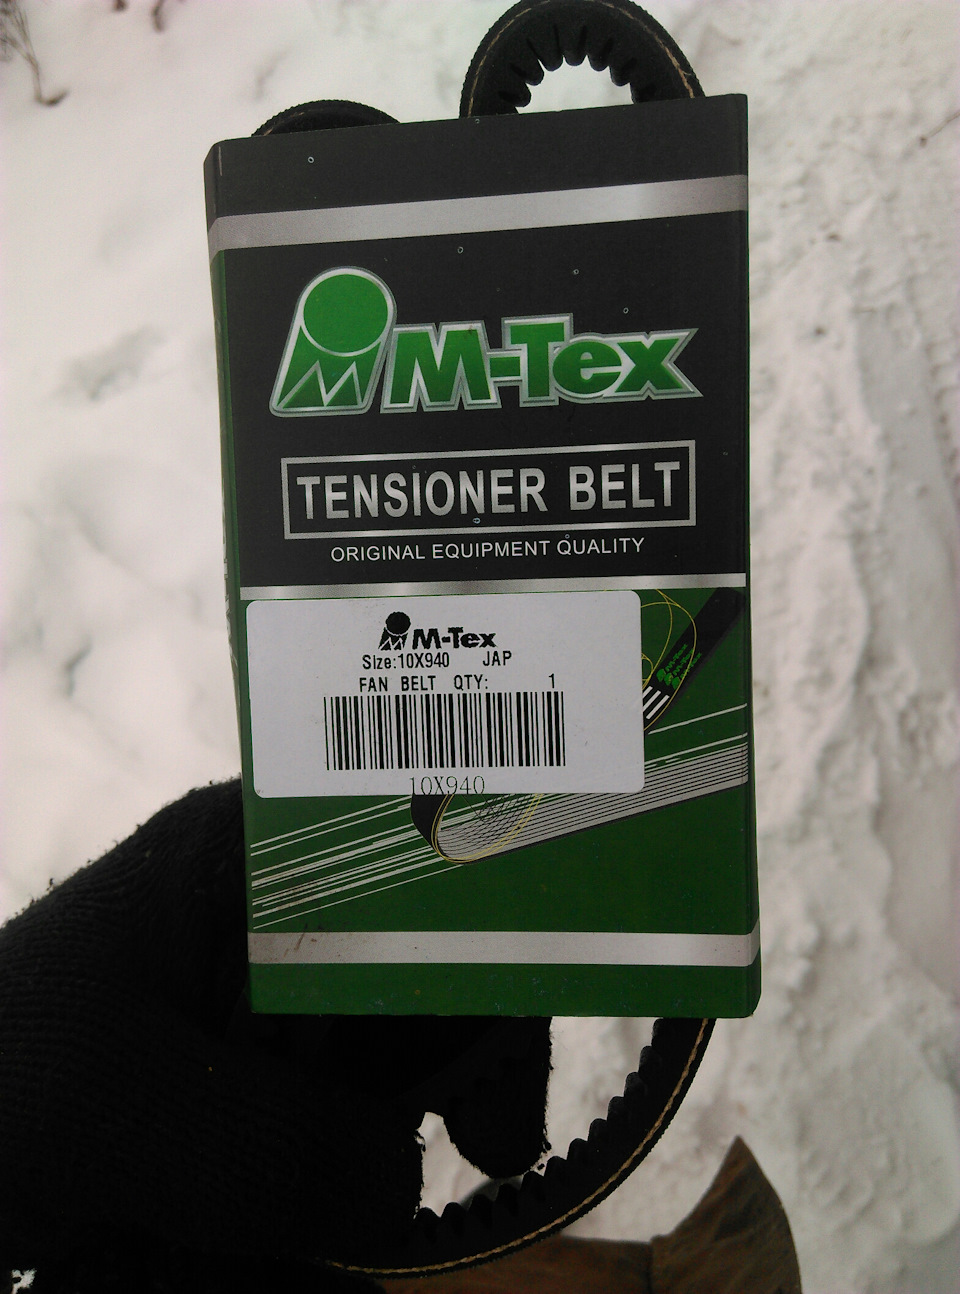 M-Tex
TENSIONER BELT
ORIGINAL EQUIPMENT QUALITY
M-Tex
Size:10X940 JAP
FAN BELT QTY: 1
10X940